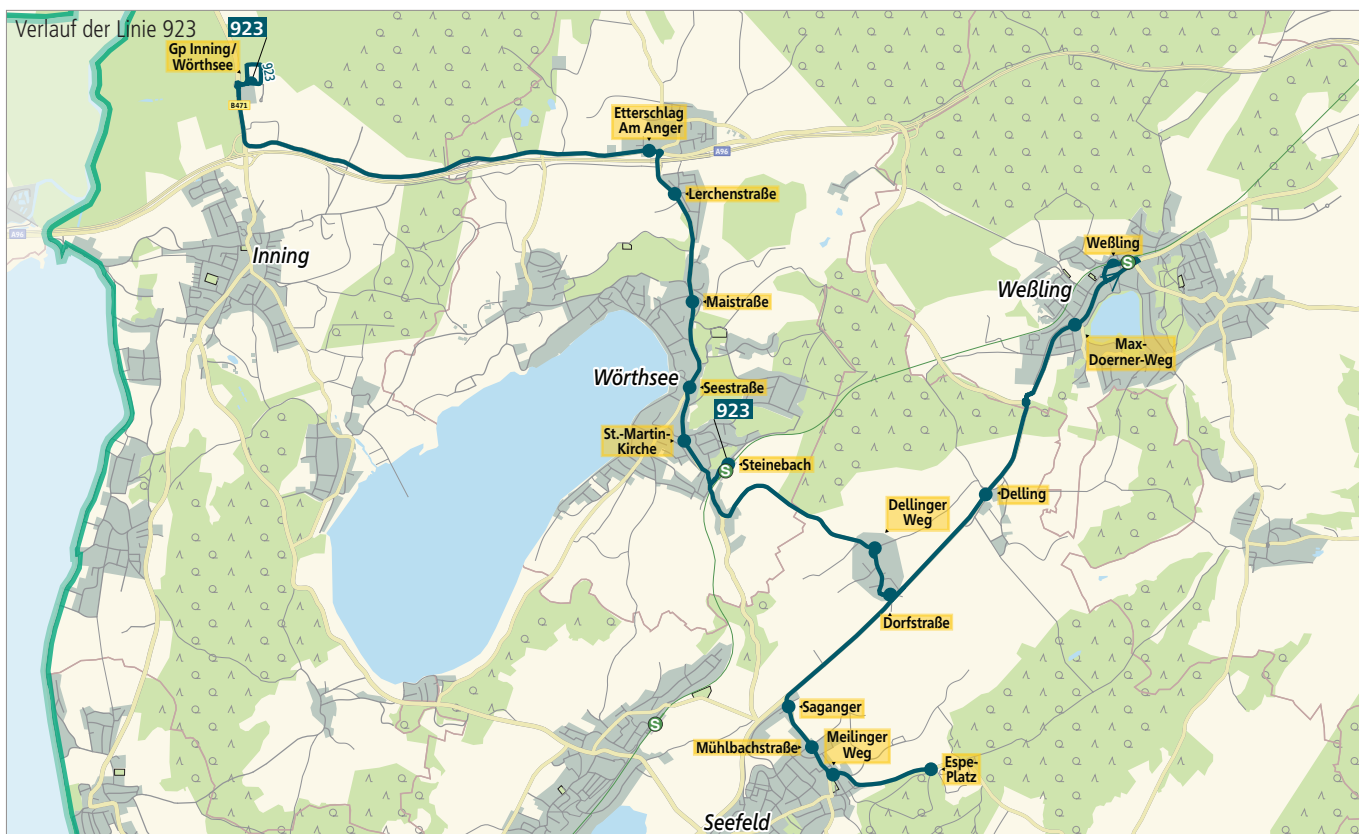 Verlauf der Linie 923
923
Gp Inning/
Wörthsee
923
B471
Etterschlag
Am Anger
A96
Lerchenstraße
A96
Inning
Weßling
S
Weßling
Maistraße
Max-
Doerner-Weg
Wörthsee
Seestraße
923
St.-Martin-
Kirche
Steinebach
S
Delling
Dellinger
Weg
Dorfstraße
Saganger
S
Mühlbachstraße
Meilinger
Weg
Espe-
Platz
Seefeld